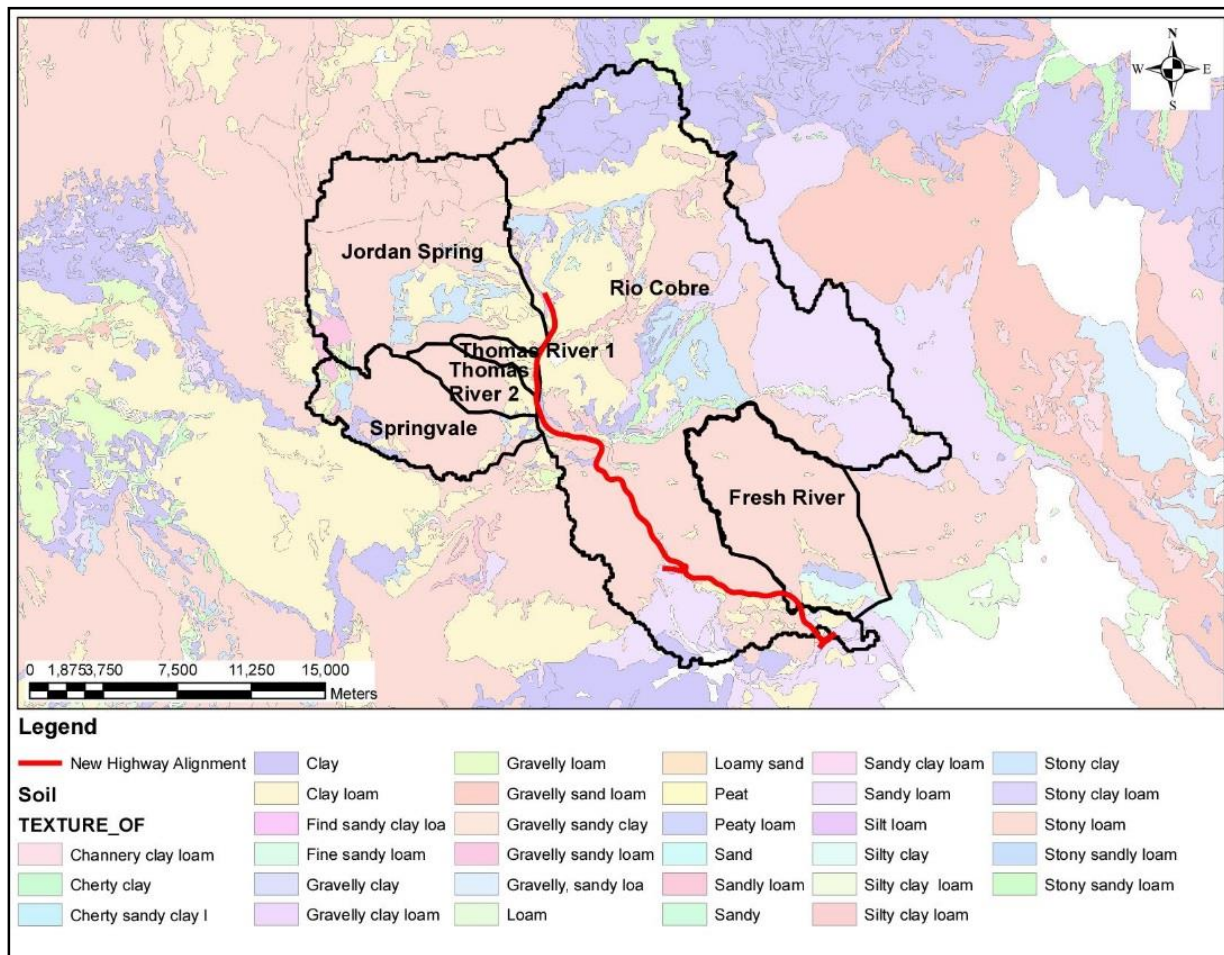 N
W E
S
Jordan Spring
Rio Cobre
Thomas River 1
Thomas
River 2
Springvale
Fresh River
0 1,875 3,750 7,500 11,250 15,000
Meters
Legend
New Highway Alignment
Soil
TEXTURE_OF
Channery clay loam
Cherty clay
Cherty sandy clay l
Clay
Clay loam
Find sandy clay loa
Fine sandy loam
Gravelly clay
Gravelly clay loam
Gravelly loam
Gravelly sand loam
Gravelly sandy clay
Gravelly sandy loam
Gravelly, sandy loa
Loam
Loamy sand
Peat
Peaty loam
Sand
Sandly loam
Sandy
Sandy clay loam
Sandy loam
Silt loam
Silty clay
Silty clay  loam
Silty clay loam
Stony clay
Stony clay loam
Stony loam
Stony sandly loam
Stony sandy loam